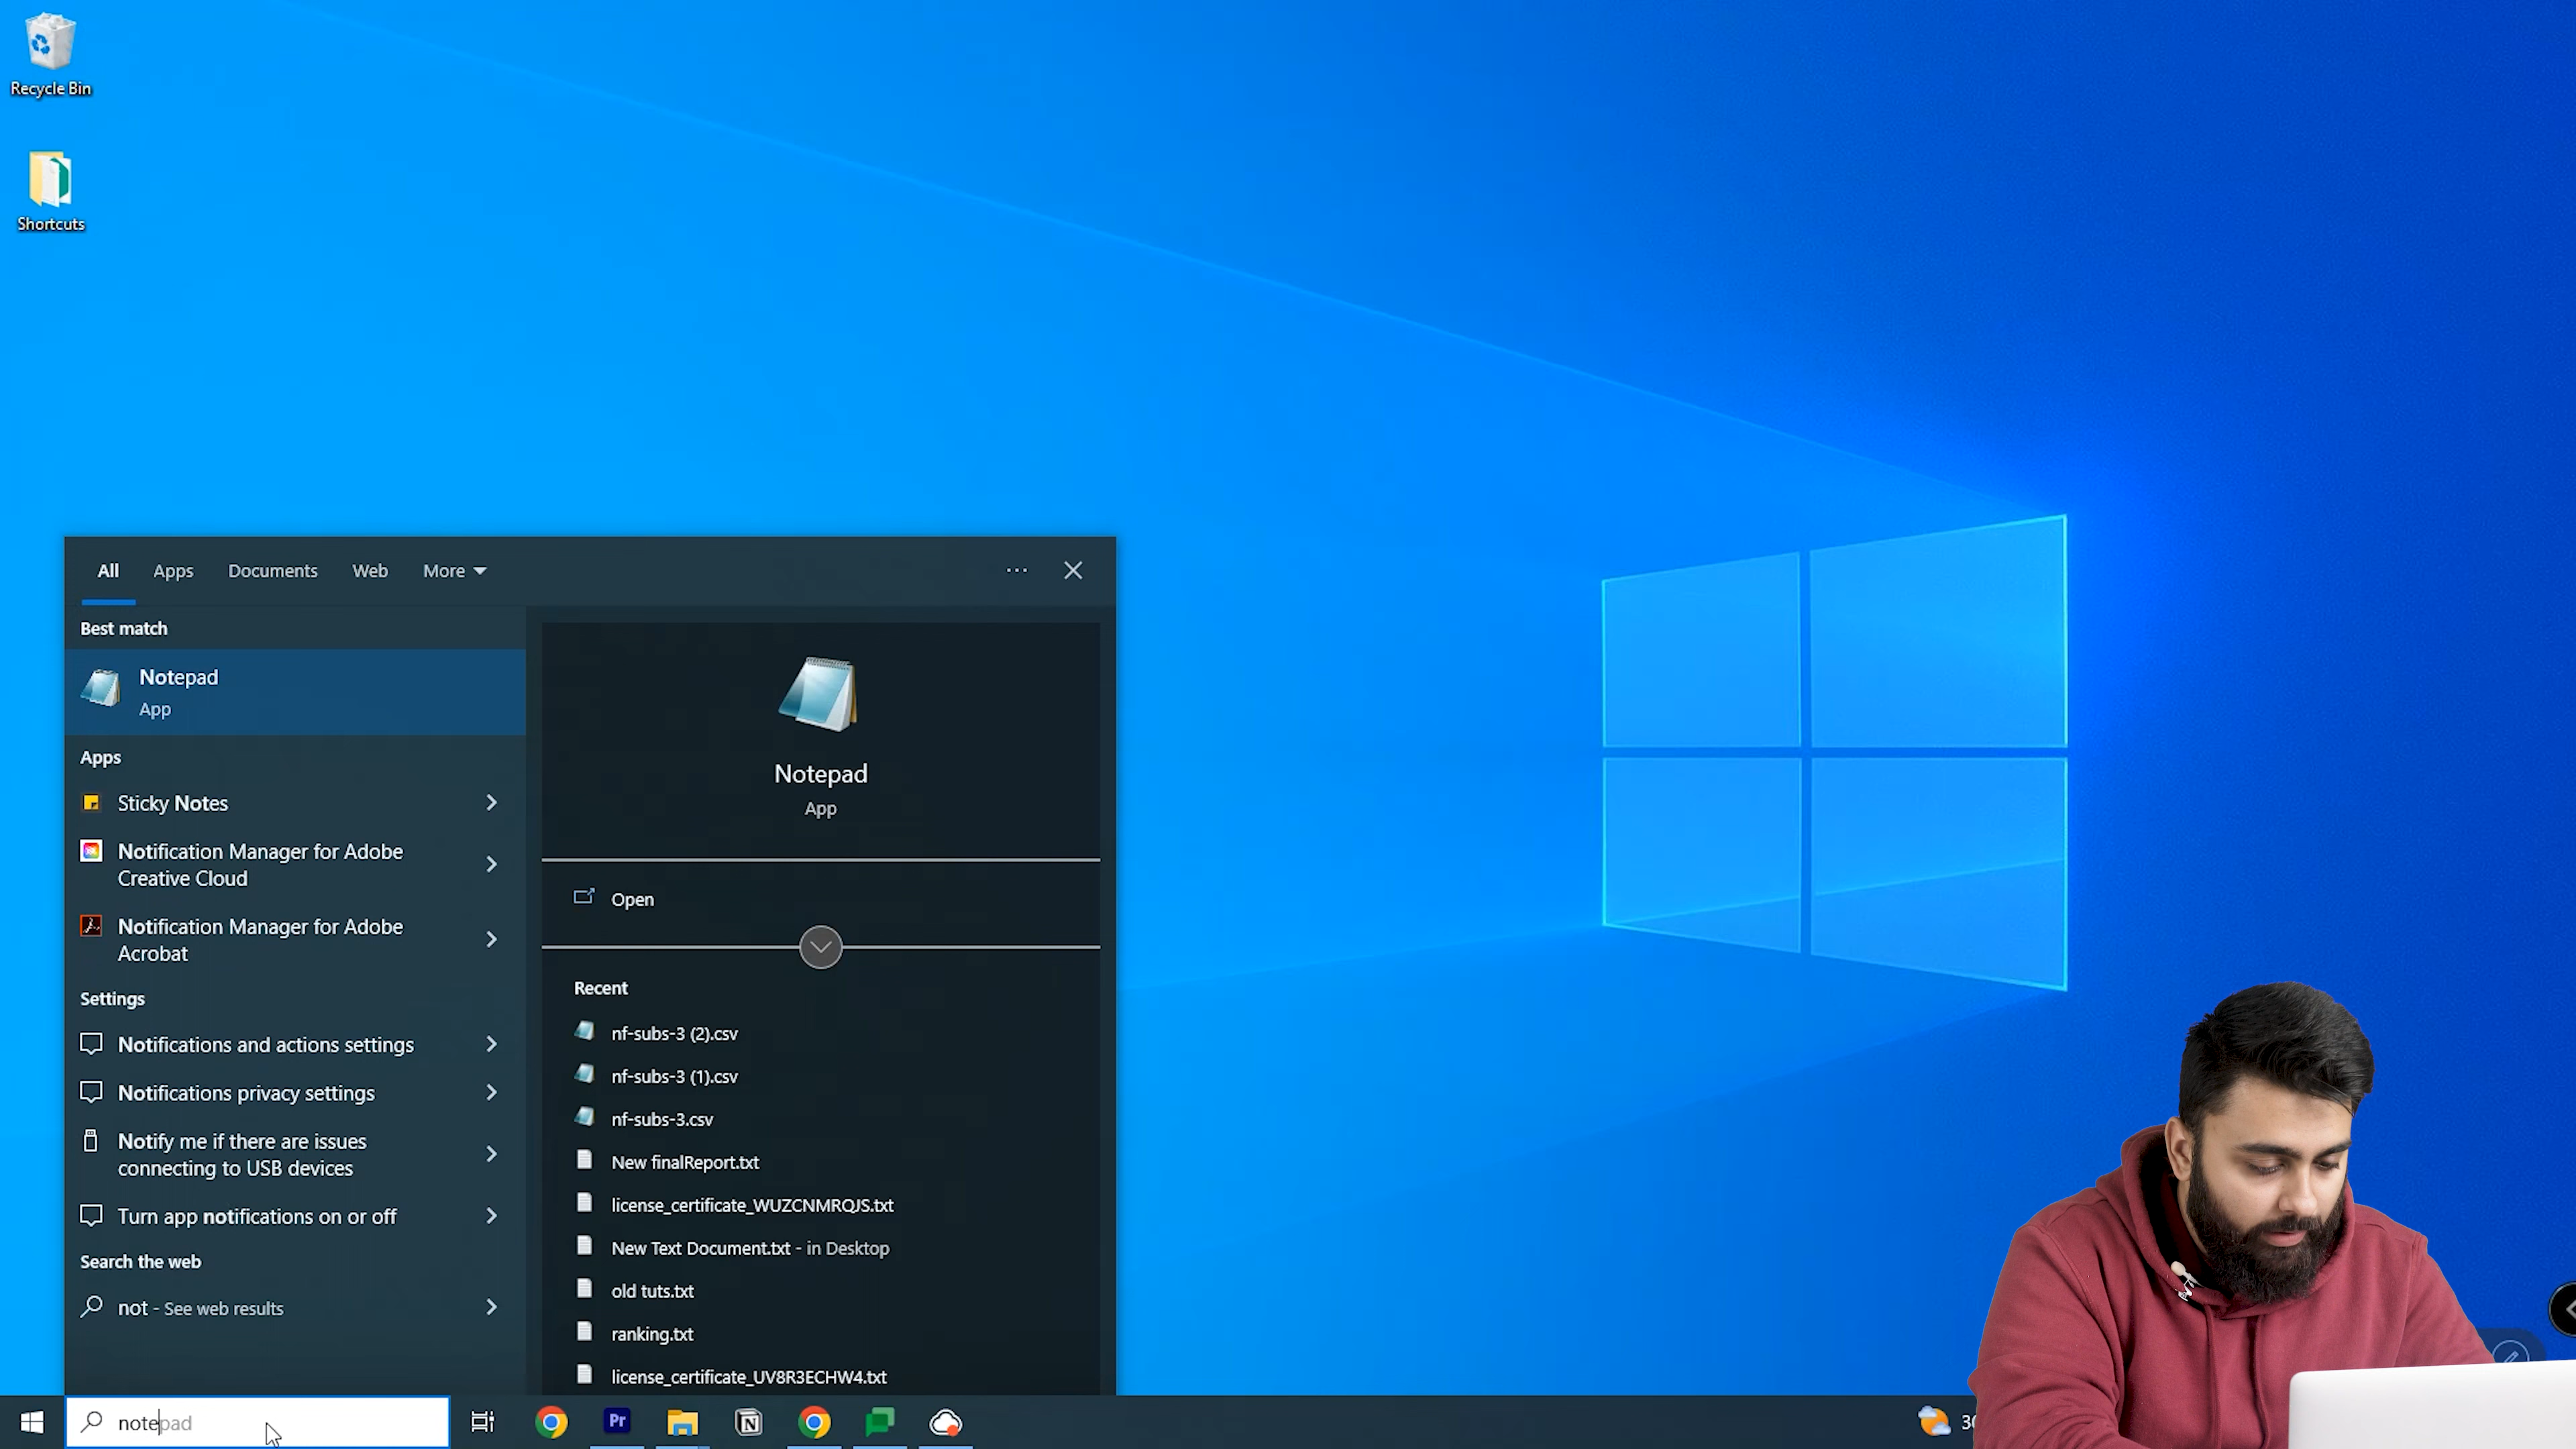 Recycle Bin
Shortcuts
All Apps Documents Web More
Best match
Notepad
App
Apps
Sticky Notes
Notification Manager for Adobe
Creative Cloud
Notification Manager for Adobe
Acrobat
Settings
Notifications and actions settings
Notifications privacy settings
Notify me if there are issues
connecting to USB devices
Turn app notifications on or off
Search the web
not - See web results
Notepad
App
Open
Recent
nf-subs-3 (2).csv
nf-subs-3 (1).csv
nf-subs-3.csv
New finalReport.txt
license_certificate_WUZCNMRQJS.txt
New Text Document.txt - in Desktop
old tuts.txt
ranking.txt
license_certificate_UV8R3ECHW4.txt
notepad
Pr
N